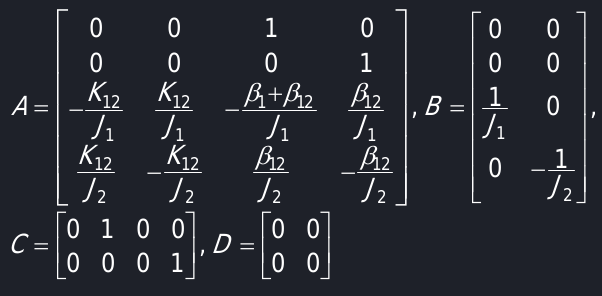 A = [ 0 0 1 0 ; 0 0 0 1 ; −K₁₂/J₁ K₁₂/J₁ −(β₁+β₁₂)/J₁ β₁₂/J₁ ; K₁₂/J₂ −K₁₂/J₂ β₁₂/J₂ −β₁₂/J₂ ], B = [ 0 0 ; 0 0 ; 1/J₁ 0 ; 0 −1/J₂ ],
C = [ 0 1 0 0 ; 0 0 0 1 ], D = [ 0 0 ; 0 0 ]